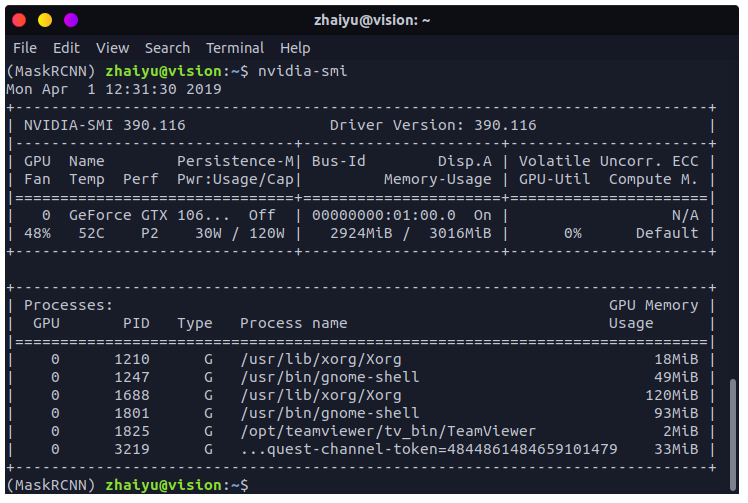 zhaiyu@vision: ~
File Edit View Search Terminal Help
(MaskRCNN) zhaiyu@vision:~$ nvidia-smi
Mon Apr  1 12:31:30 2019
+-----------------------------------------------------------------------------+
| NVIDIA-SMI 390.116                Driver Version: 390.116                   |
|-------------------------------+----------------------+----------------------+
| GPU  Name        Persistence-M| Bus-Id        Disp.A | Volatile Uncorr. ECC |
| Fan  Temp  Perf  Pwr:Usage/Cap|         Memory-Usage | GPU-Util  Compute M. |
|===============================+======================+======================|
|   0  GeForce GTX 106...  Off  | 00000000:01:00.0  On |                  N/A |
| 48%   52C    P2    30W / 120W |   2924MiB /  3016MiB |      0%      Default |
+-------------------------------+----------------------+----------------------+
+-----------------------------------------------------------------------------+
| Processes:                                                       GPU Memory |
|  GPU       PID   Type   Process name                             Usage      |
|=============================================================================|
|    0      1210      G   /usr/lib/xorg/Xorg                            18MiB |
|    0      1247      G   /usr/bin/gnome-shell                          49MiB |
|    0      1688      G   /usr/lib/xorg/Xorg                           120MiB |
|    0      1801      G   /usr/bin/gnome-shell                          93MiB |
|    0      1825      G   /opt/teamviewer/tv_bin/TeamViewer              2MiB |
|    0      3219      G   ...quest-channel-token=4844861484659101479    33MiB |
+-----------------------------------------------------------------------------+
(MaskRCNN) zhaiyu@vision:~$